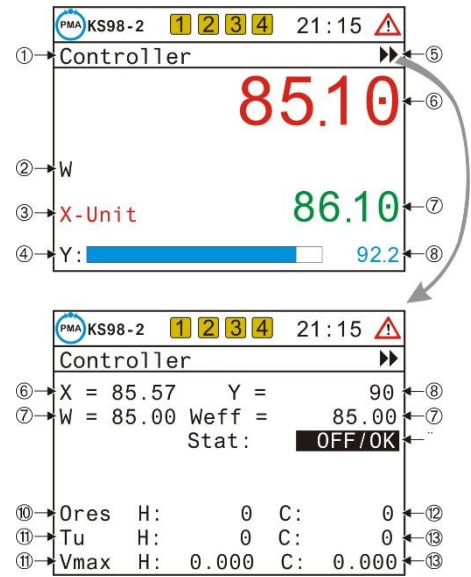 PMA KS98-2 1 2 3 4 21:15
① Controller ⑤
85.10 ⑥
② W
③ X-Unit 86.10 ⑦
④ Y: 92.2 ⑧
PMA KS98-2 1 2 3 4 21:15
Controller
⑥ X = 85.57 Y = 90 ⑧
⑦ W = 85.00 Weff = 85.00 ⑦
Stat: OFF/OK ..
⑩ Ores H: 0 C: 0 ⑫
⑪ Tu H: 0 C: 0 ⑬
⑪ Vmax H: 0.000 C: 0.000 ⑬